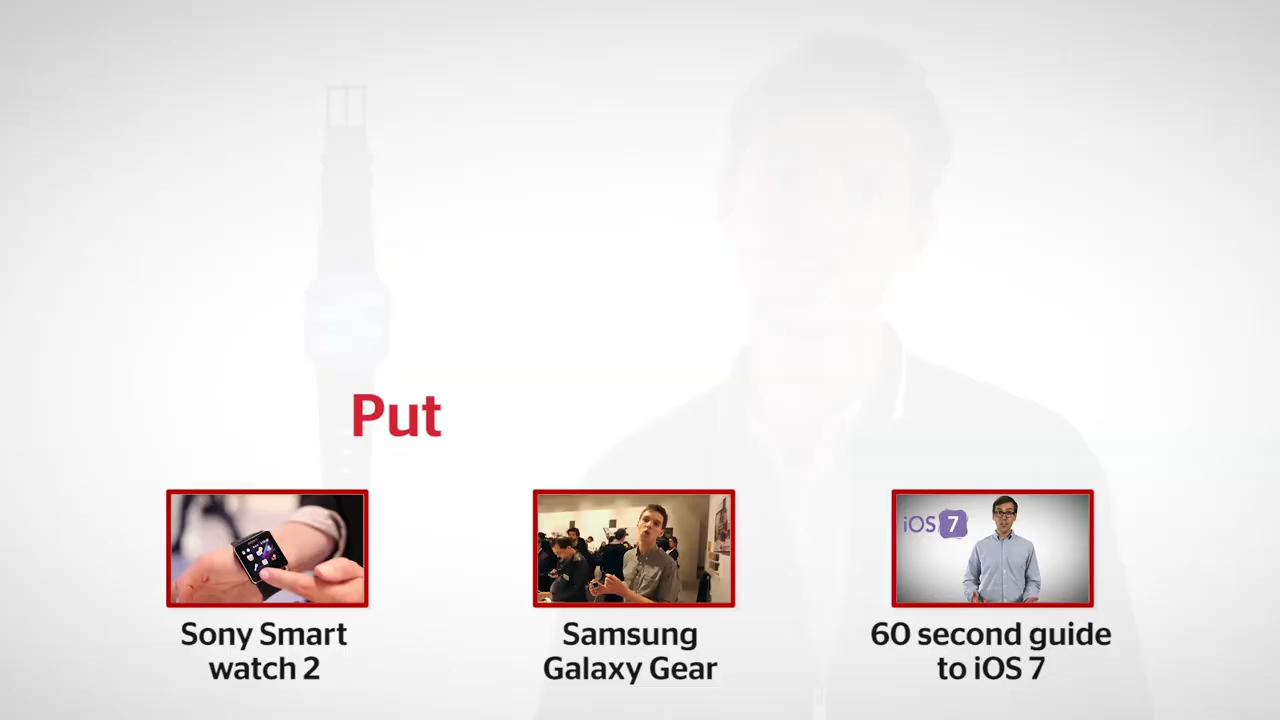 Put
iOS 7
Sony Smart
watch 2
Samsung
Galaxy Gear
60 second guide
to iOS 7